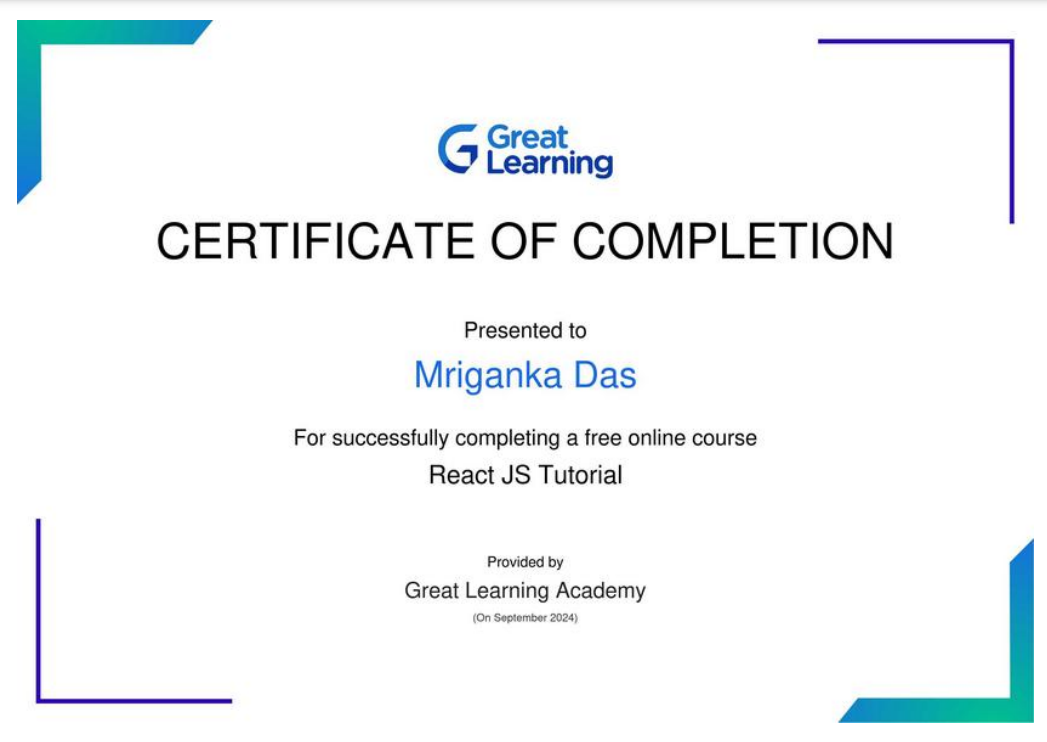 Great
Learning
CERTIFICATE OF COMPLETION
Presented to
Mriganka Das
For successfully completing a free online course
React JS Tutorial
Provided by
Great Learning Academy
(On September 2024)